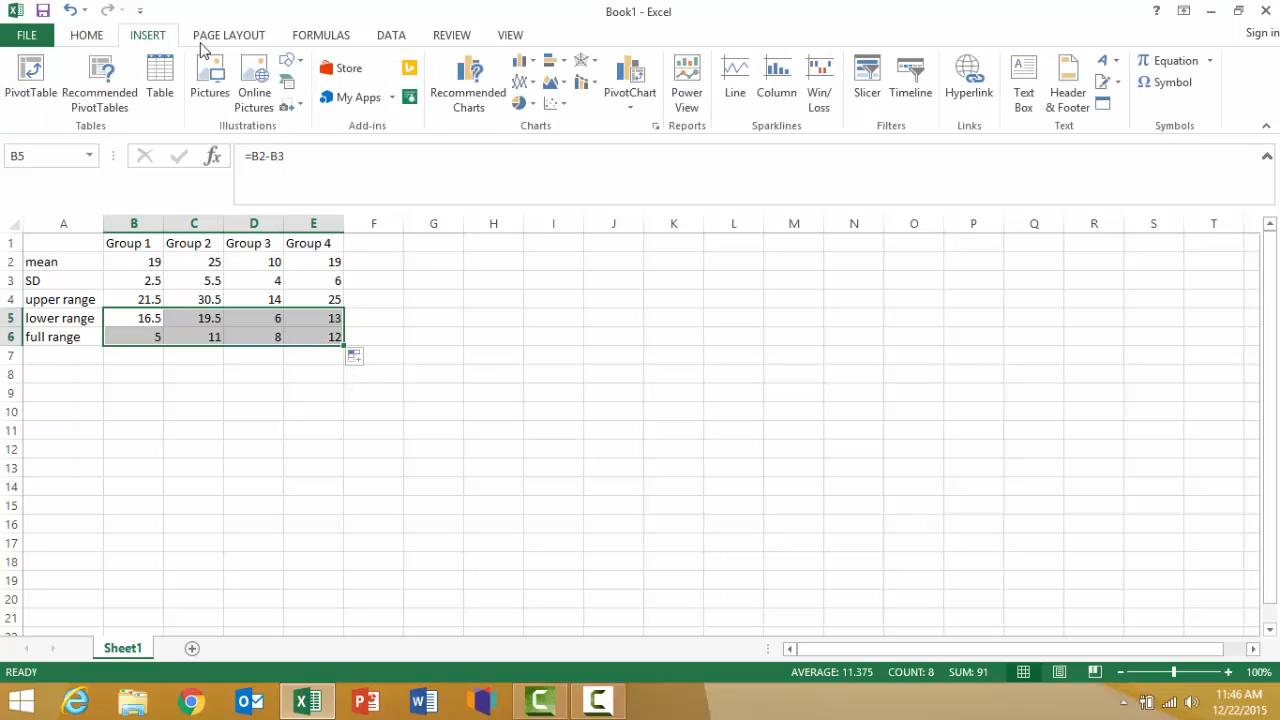 Book1 - Excel
?
Sign in
FILE HOME INSERT PAGE LAYOUT FORMULAS DATA REVIEW VIEW
PivotTable
Recommended PivotTables
Table
Pictures
Online Pictures
Store
My Apps
Recommended Charts
PivotChart
Power View
Line
Column
Win/ Loss
Slicer
Timeline
Hyperlink
Text Box
Header & Footer
π Equation
Ω Symbol
Tables Illustrations Add-ins Charts Reports Sparklines Filters Links Text Symbols
B5 fx =B2-B3
A B C D E F G H I J K L M N O P Q R S T
1 Group 1 Group 2 Group 3 Group 4
2 mean 19 25 10 19
3 SD 2.5 5.5 4 6
4 upper range 21.5 30.5 14 25
5 lower range 16.5 19.5 6 13
6 full range 5 11 8 12
7
8
9
10
11
12
13
14
15
16
17
18
19
20
21
Sheet1
READY AVERAGE: 11.375 COUNT: 8 SUM: 91 100%
11:46 AM
12/22/2015